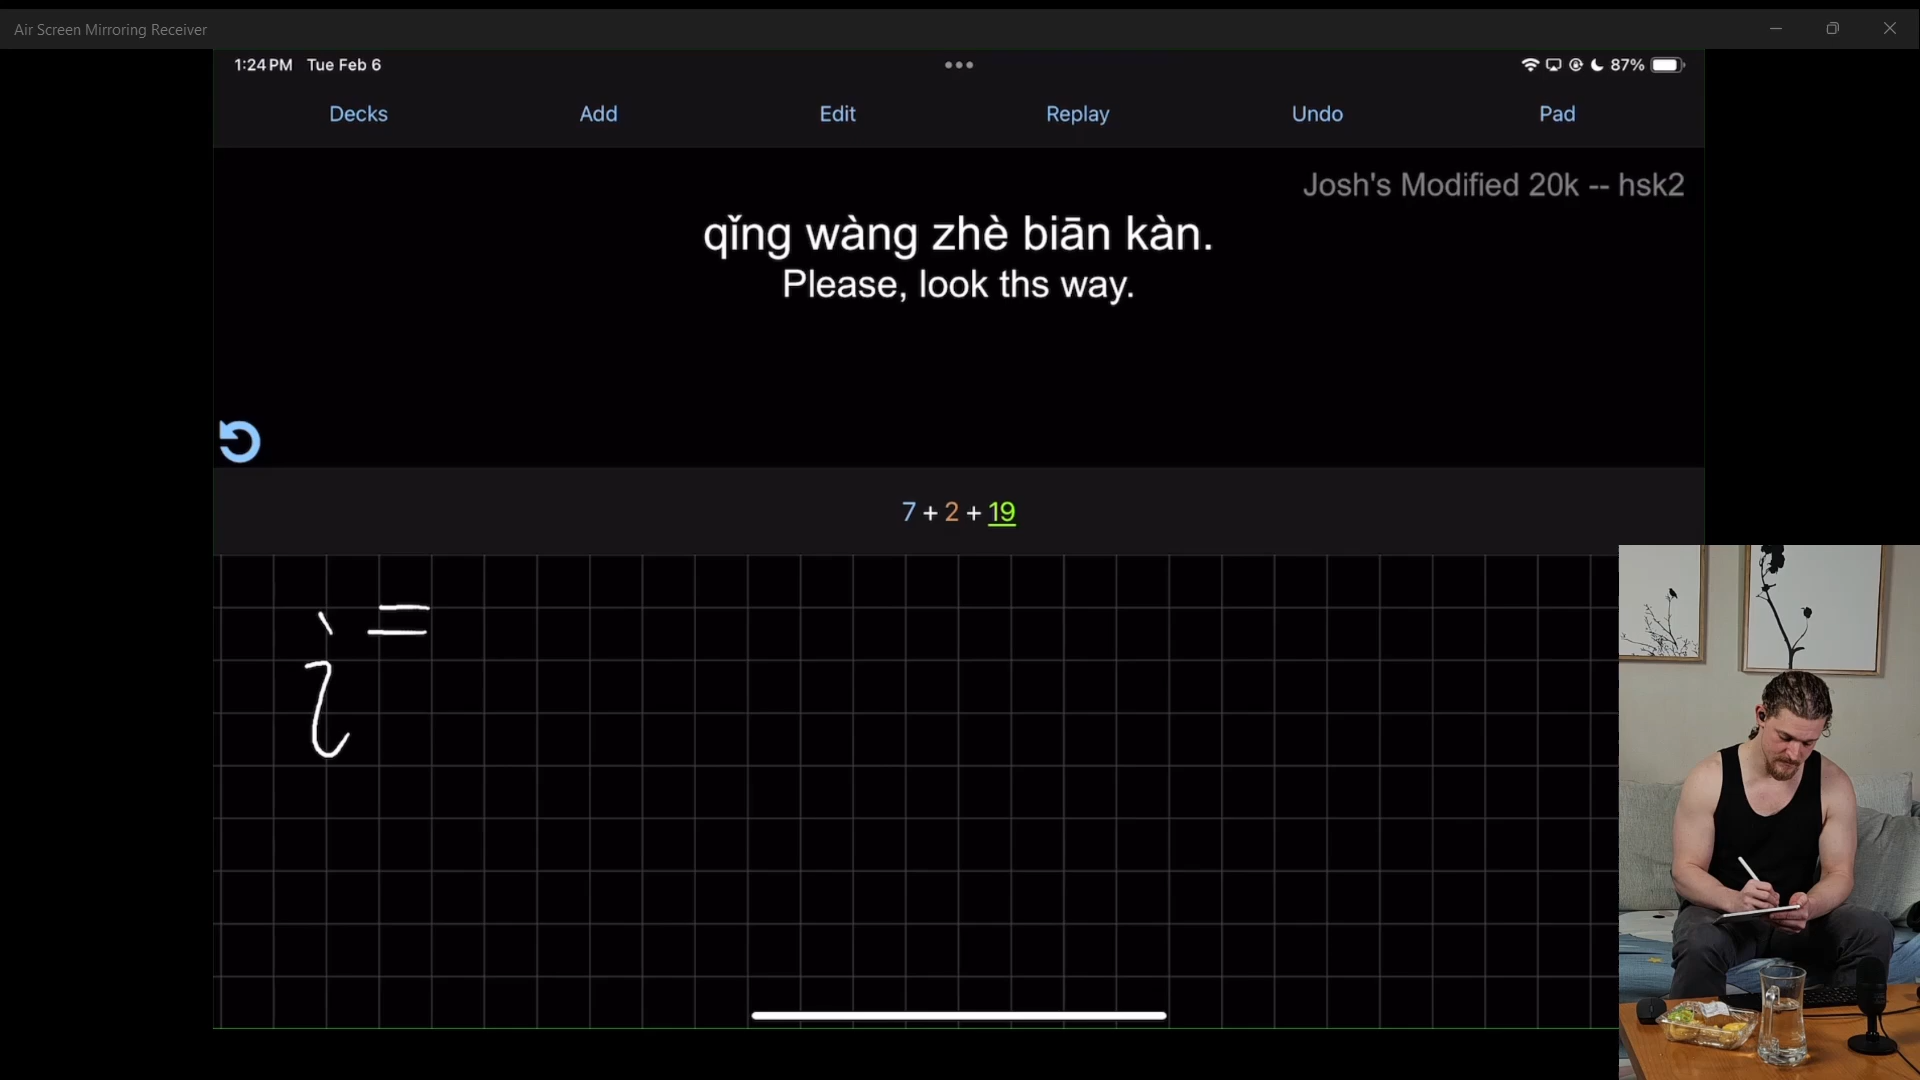 Air Screen Mirroring Receiver
1:24 PM Tue Feb 6
87%
Decks Add Edit Replay Undo Pad
Josh's Modified 20k -- hsk2
qǐng wàng zhè biān kàn.
Please, look ths way.
7 + 2 + 19